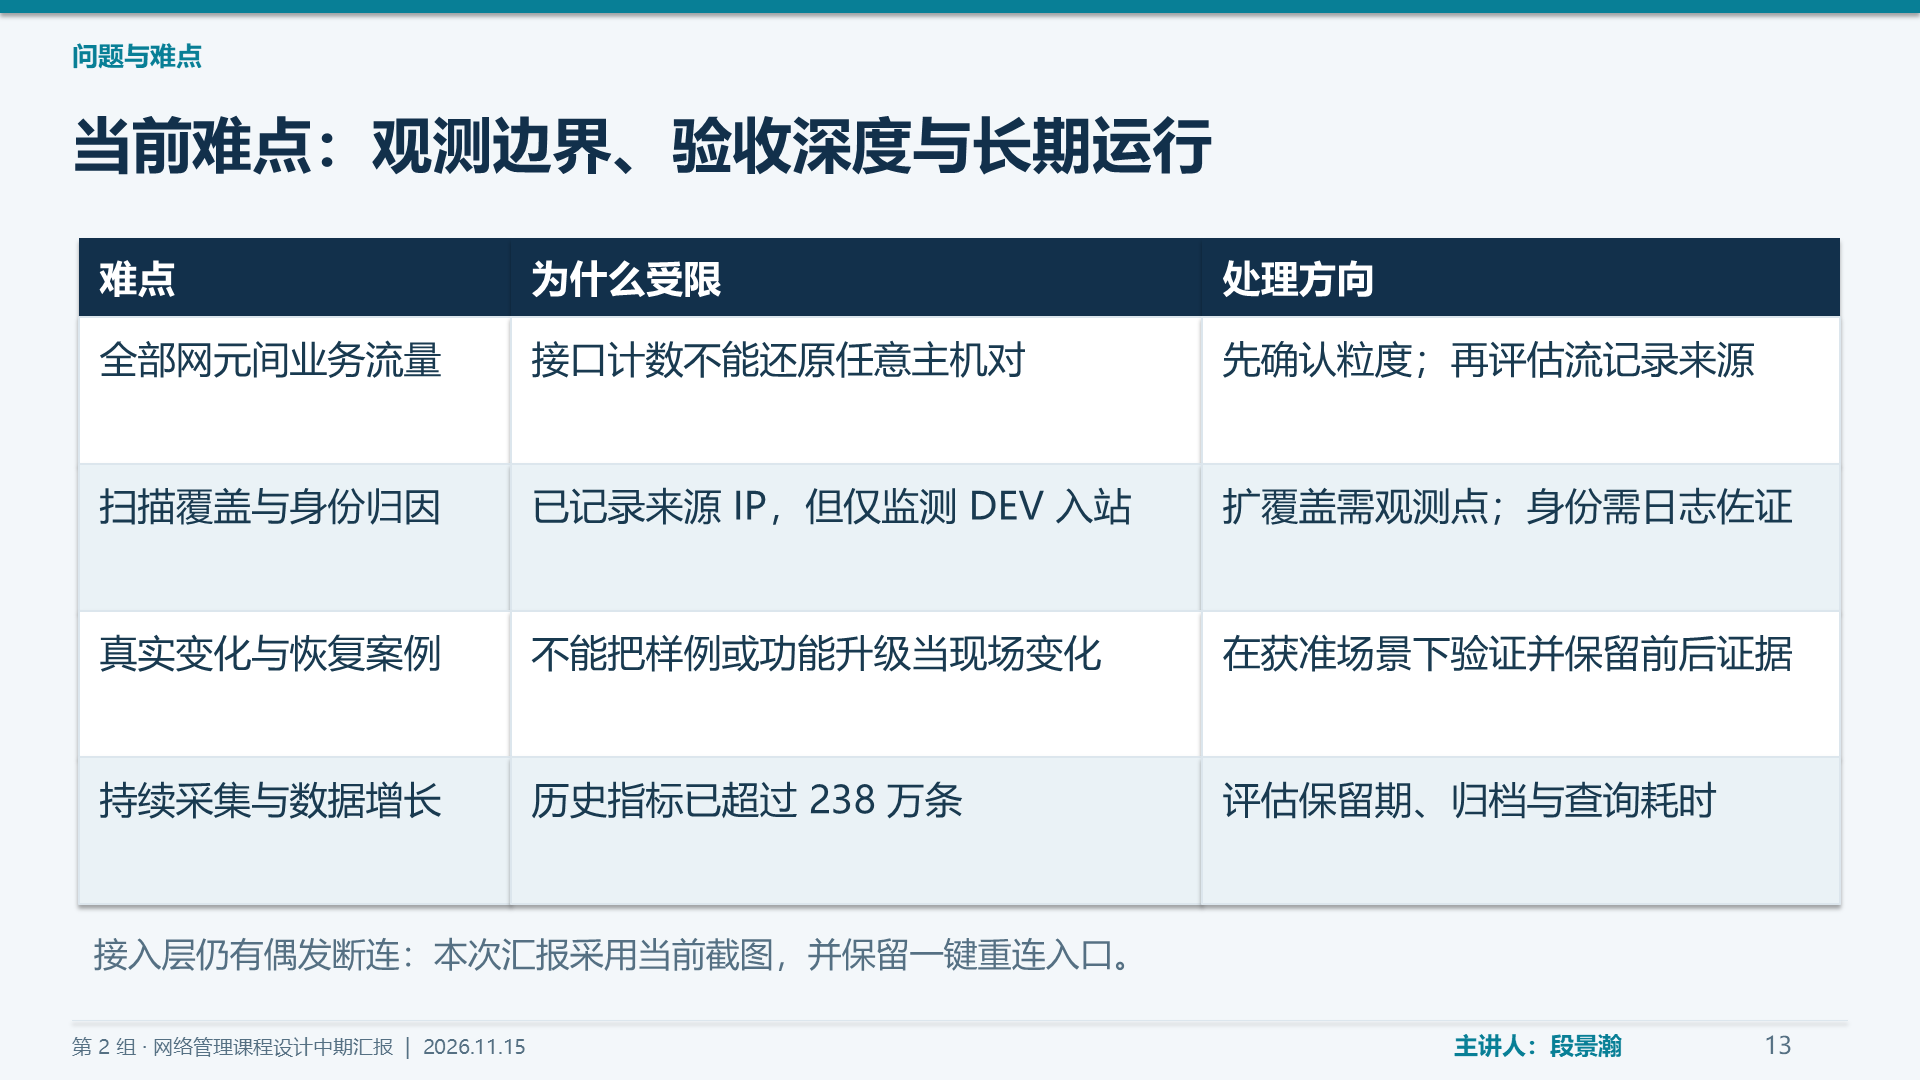 问题与难点
当前难点：观测边界、验收深度与长期运行
难点 为什么受限 处理方向
全部网元间业务流量 接口计数不能还原任意主机对 先确认粒度；再评估流记录来源
扫描覆盖与身份归因 已记录来源 IP，但仅监测 DEV 入站 扩覆盖需观测点；身份需日志佐证
真实变化与恢复案例 不能把样例或功能升级当现场变化 在获准场景下验证并保留前后证据
持续采集与数据增长 历史指标已超过 238 万条 评估保留期、归档与查询耗时
接入层仍有偶发断连：本次汇报采用当前截图，并保留一键重连入口。
第 2 组 · 网络管理课程设计中期汇报 | 2026.11.15 主讲人：段景瀚 13